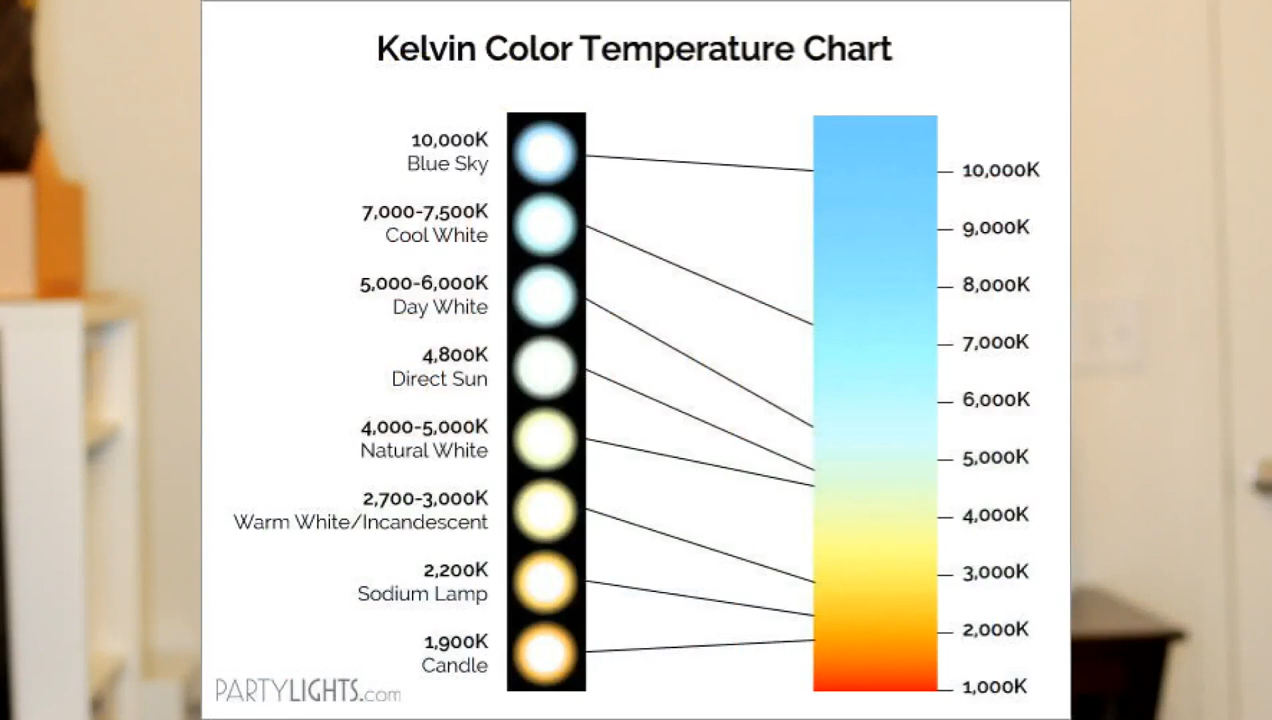 Kelvin Color Temperature Chart
10,000K
Blue Sky
7,000-7,500K
Cool White
5,000-6,000K
Day White
4,800K
Direct Sun
4,000-5,000K
Natural White
2,700-3,000K
Warm White/Incandescent
2,200K
Sodium Lamp
1,900K
Candle
10,000K
9,000K
8,000K
7,000K
6,000K
5,000K
4,000K
3,000K
2,000K
1,000K
PARTYLIGHTS.com